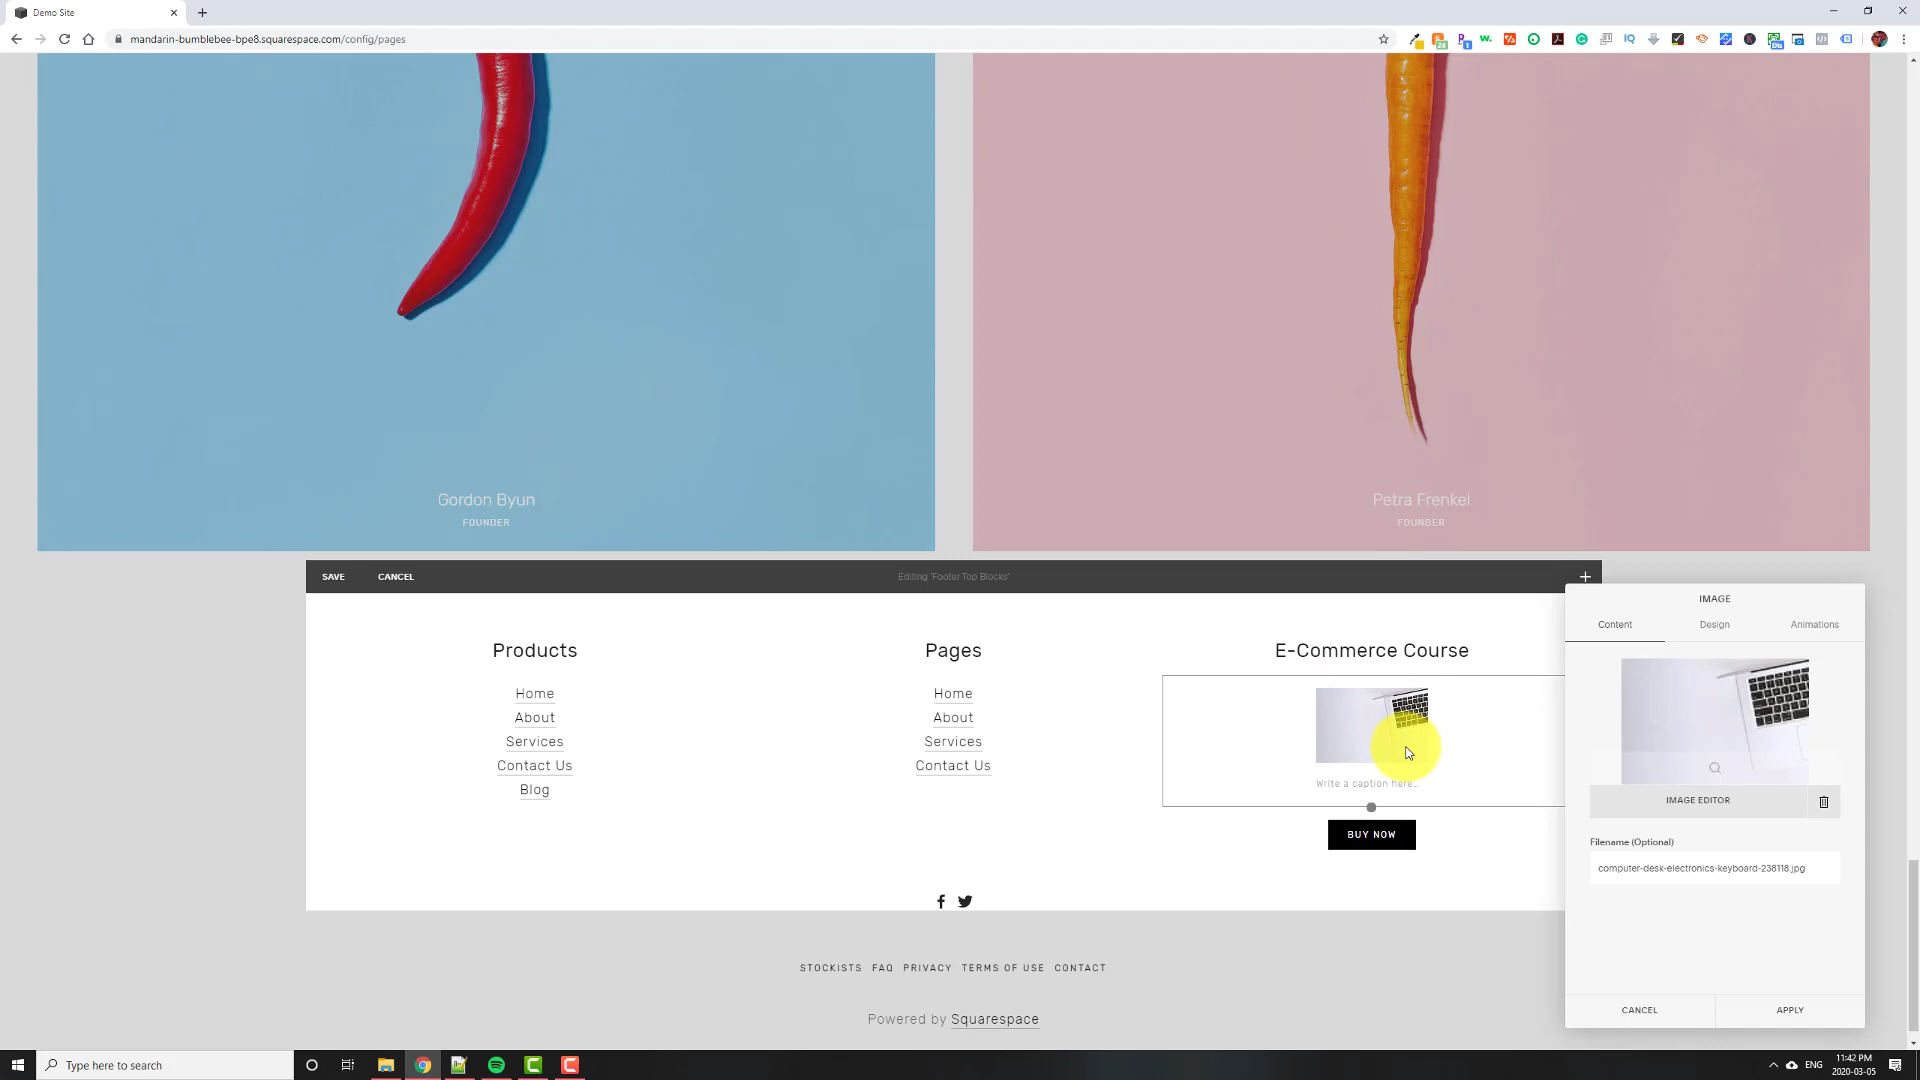 Demo Site
mandarin-bumblebee-bpe8.squarespace.com/config/pages
Gordon Byun
FOUNDER
Petra Frenkel
FOUNDER
SAVE
CANCEL
Editing 'Footer Top Blocks'
Products
Home
About
Services
Contact Us
Blog
Pages
Home
About
Services
Contact Us
E-Commerce Course
Write a caption here...
BUY NOW
STOCKISTS FAQ PRIVACY TERMS OF USE CONTACT
Powered by Squarespace
IMAGE
Content
Design
Animations
IMAGE EDITOR
Filename (Optional)
computer-desk-electronics-keyboard-238118.jpg
CANCEL
APPLY
Type here to search
ENG
11:42 PM
2020-03-05